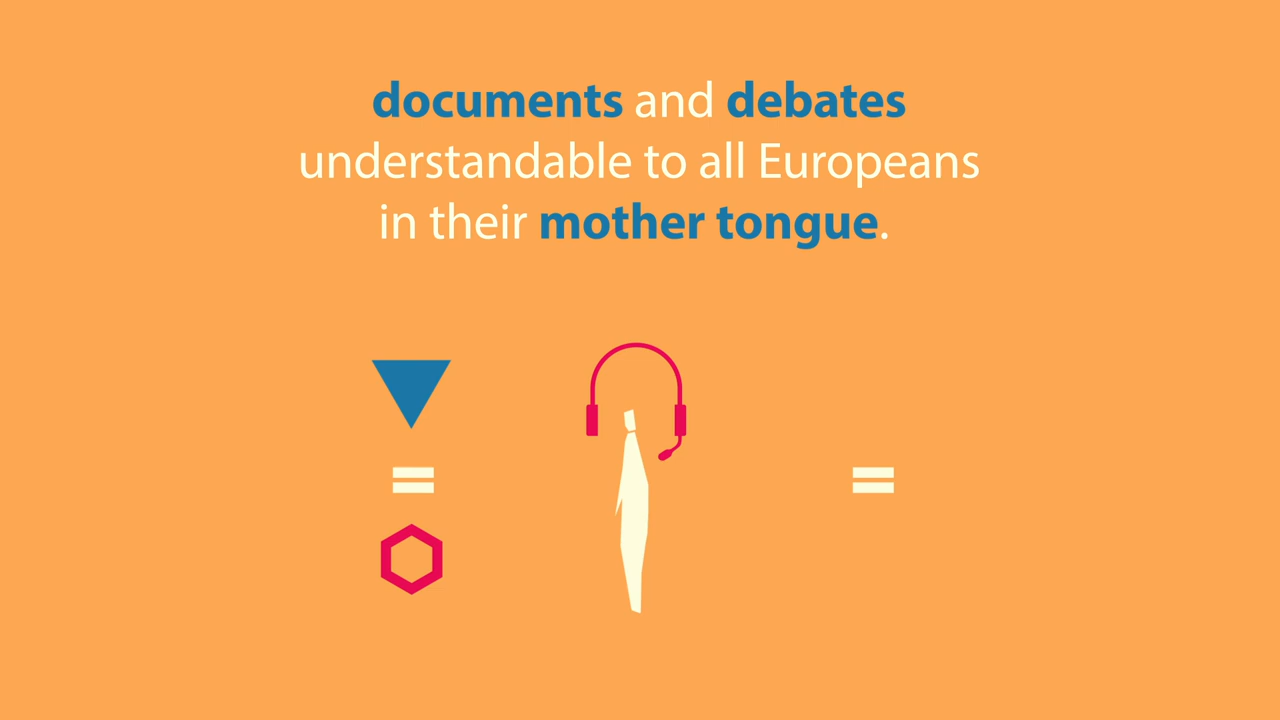 documents and debates
understandable to all Europeans
in their mother tongue.